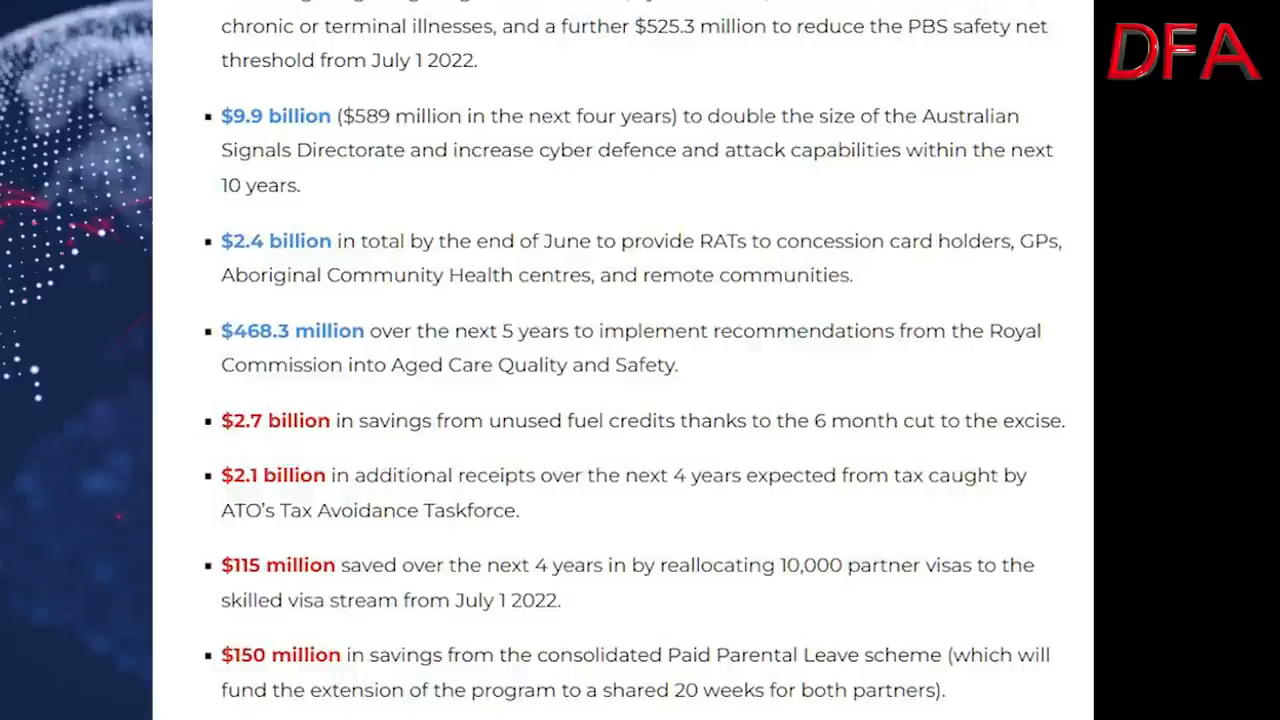 DFA
chronic or terminal illnesses, and a further $525.3 million to reduce the PBS safety net
threshold from July 1 2022.
▪ $9.9 billion ($589 million in the next four years) to double the size of the Australian
Signals Directorate and increase cyber defence and attack capabilities within the next
10 years.
▪ $2.4 billion in total by the end of June to provide RATs to concession card holders, GPs,
Aboriginal Community Health centres, and remote communities.
▪ $468.3 million over the next 5 years to implement recommendations from the Royal
Commission into Aged Care Quality and Safety.
▪ $2.7 billion in savings from unused fuel credits thanks to the 6 month cut to the excise.
▪ $2.1 billion in additional receipts over the next 4 years expected from tax caught by
ATO's Tax Avoidance Taskforce.
▪ $115 million saved over the next 4 years in by reallocating 10,000 partner visas to the
skilled visa stream from July 1 2022.
▪ $150 million in savings from the consolidated Paid Parental Leave scheme (which will
fund the extension of the program to a shared 20 weeks for both partners).